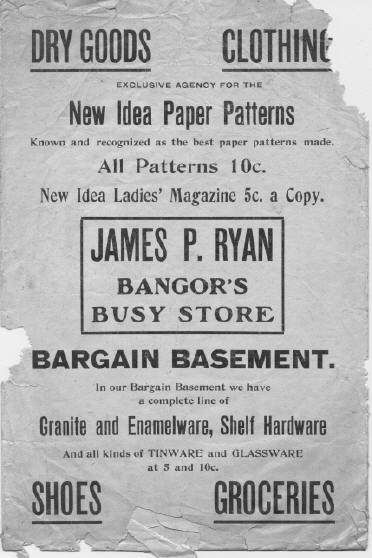 DRY GOODS CLOTHING
EXCLUSIVE AGENCY FOR THE
New Idea Paper Patterns
Known and recognized as the best paper patterns made.
All Patterns 10c.
New Idea Ladies' Magazine 5c. a Copy.
JAMES P. RYAN
BANGOR'S
BUSY STORE
BARGAIN BASEMENT.
In our Bargain Basement we have
a complete line of
Granite and Enamelware, Shelf Hardware
And all kinds of TINWARE and GLASSWARE
at 5 and 10c.
SHOES GROCERIES